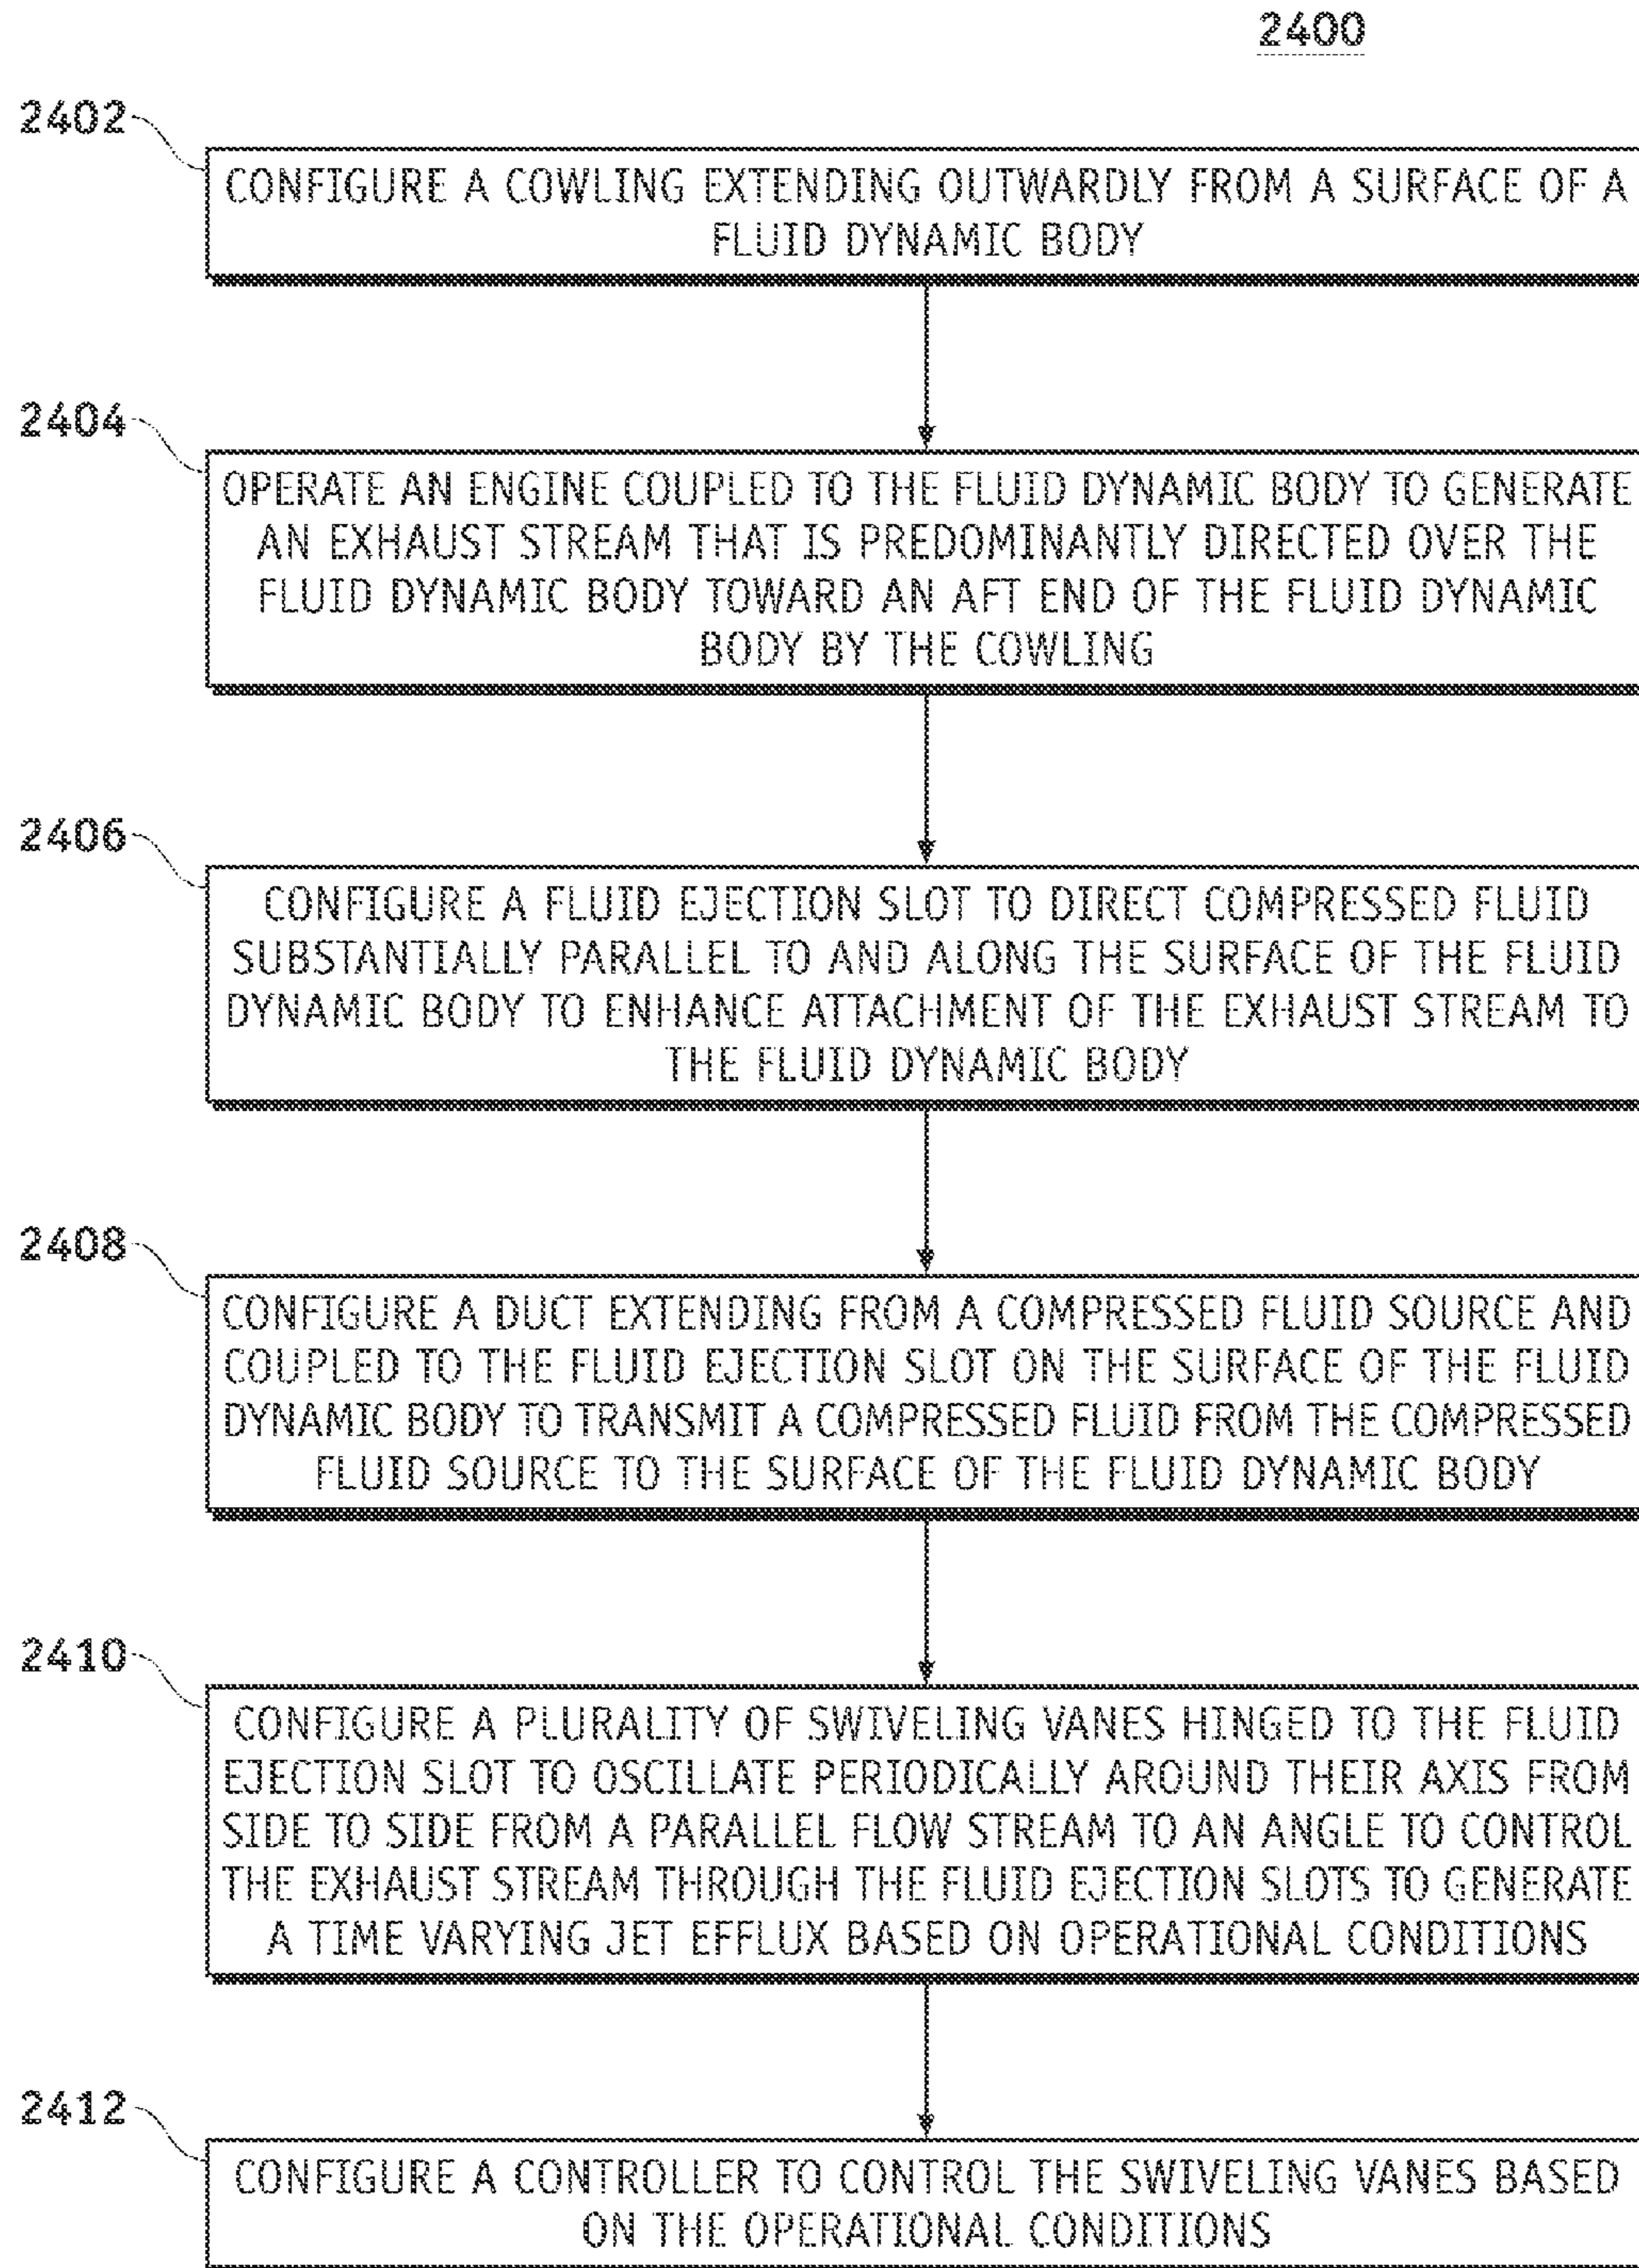 2400
2402
CONFIGURE A COWLING EXTENDING OUTWARDLY FROM A SURFACE OF A
FLUID DYNAMIC BODY
2404
OPERATE AN ENGINE COUPLED TO THE FLUID DYNAMIC BODY TO GENERATE
AN EXHAUST STREAM THAT IS PREDOMINANTLY DIRECTED OVER THE
FLUID DYNAMIC BODY TOWARD AN AFT END OF THE FLUID DYNAMIC
BODY BY THE COWLING
2406
CONFIGURE A FLUID EJECTION SLOT TO DIRECT COMPRESSED FLUID
SUBSTANTIALLY PARALLEL TO AND ALONG THE SURFACE OF THE FLUID
DYNAMIC BODY TO ENHANCE ATTACHMENT OF THE EXHAUST STREAM TO
THE FLUID DYNAMIC BODY
2408
CONFIGURE A DUCT EXTENDING FROM A COMPRESSED FLUID SOURCE AND
COUPLED TO THE FLUID EJECTION SLOT ON THE SURFACE OF THE FLUID
DYNAMIC BODY TO TRANSMIT A COMPRESSED FLUID FROM THE COMPRESSED
FLUID SOURCE TO THE SURFACE OF THE FLUID DYNAMIC BODY
2410
CONFIGURE A PLURALITY OF SWIVELING VANES HINGED TO THE FLUID
EJECTION SLOT TO OSCILLATE PERIODICALLY AROUND THEIR AXIS FROM
SIDE TO SIDE FROM A PARALLEL FLOW STREAM TO AN ANGLE TO CONTROL
THE EXHAUST STREAM THROUGH THE FLUID EJECTION SLOTS TO GENERATE
A TIME VARYING JET EFFLUX BASED ON OPERATIONAL CONDITIONS
2412
CONFIGURE A CONTROLLER TO CONTROL THE SWIVELING VANES BASED
ON THE OPERATIONAL CONDITIONS